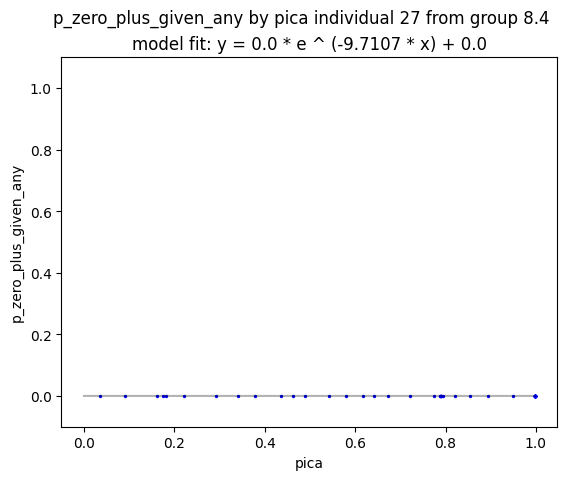 p_zero_plus_given_any by pica individual 27 from group 8.4
model fit: y = 0.0 * e ^ (-9.7107 * x) + 0.0
1.0
0.8
0.6
0.4
0.2
0.0
p_zero_plus_given_any
0.0 0.2 0.4 0.6 0.8 1.0
pica